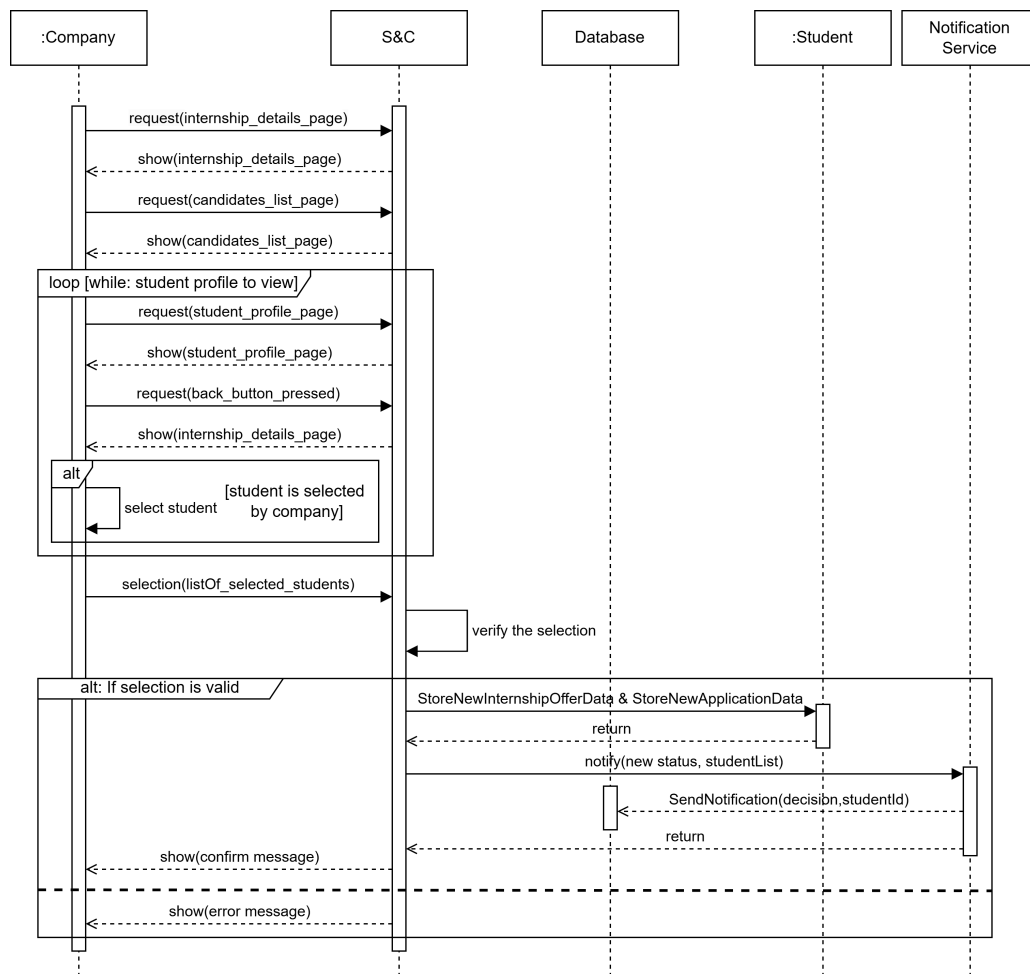 :Company
S&C
Database
:Student
Notification
Service
request(internship_details_page)
show(internship_details_page)
request(candidates_list_page)
show(candidates_list_page)
loop [while: student profile to view]
request(student_profile_page)
show(student_profile_page)
request(back_button_pressed)
show(internship_details_page)
alt
[student is selected
by company]
select student
selection(listOf_selected_students)
verify the selection
alt: If selection is valid
StoreNewInternshipOfferData & StoreNewApplicationData
return
notify(new status, studentList)
SendNotification(decision,studentId)
return
show(confirm message)
show(error message)